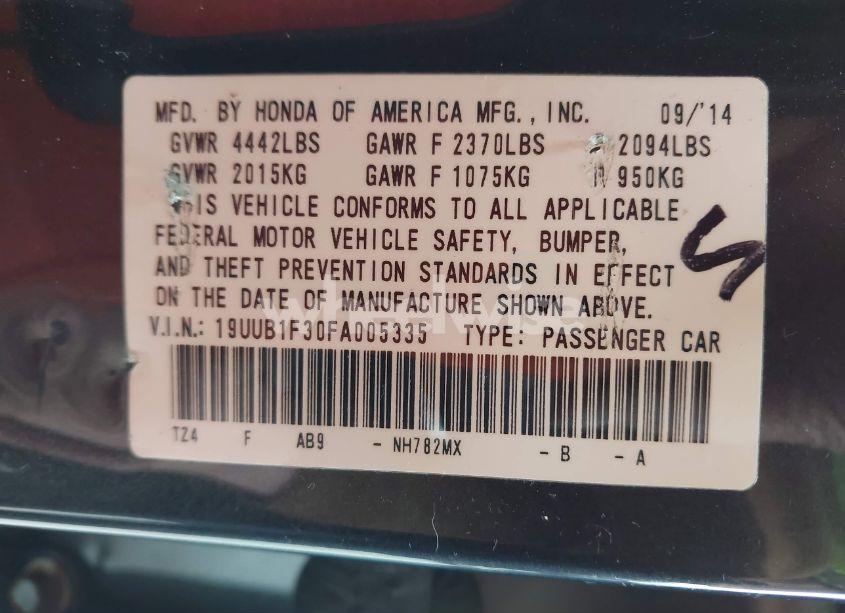 MFD. BY HONDA OF AMERICA MFG., INC. 09/'14
GVWR 4442LBS GAWR F 2370LBS 2094LBS
GVWR 2015KG GAWR F 1075KG R 950KG
THIS VEHICLE CONFORMS TO ALL APPLICABLE
FEDERAL MOTOR VEHICLE SAFETY, BUMPER,
AND THEFT PREVENTION STANDARDS IN EFFECT
ON THE DATE OF MANUFACTURE SHOWN ABOVE.
wheelwise
V.I.N.: 19UUB1F30FA005335 TYPE: PASSENGER CAR
TZ4 F AB9 - NH782MX - B - A